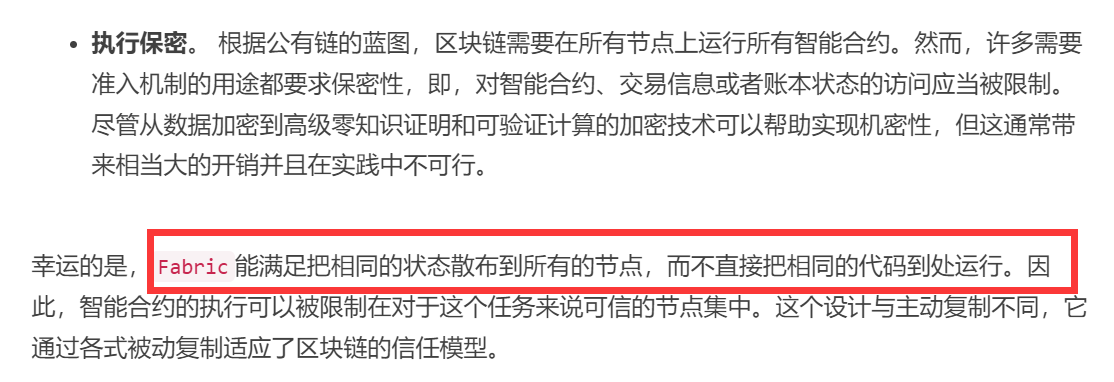 • 执行保密。 根据公有链的蓝图，区块链需要在所有节点上运行所有智能合约。然而，许多需要
准入机制的用途都要求保密性，即，对智能合约、交易信息或者账本状态的访问应当被限制。
尽管从数据加密到高级零知识证明和可验证计算的加密技术可以帮助实现机密性，但这通常带
来相当大的开销并且在实践中不可行。
幸运的是，Fabric能满足把相同的状态散布到所有的节点，而不直接把相同的代码到处运行。因
此，智能合约的执行可以被限制在对于这个任务来说可信的节点集中。这个设计与主动复制不同，它
通过各式被动复制适应了区块链的信任模型。